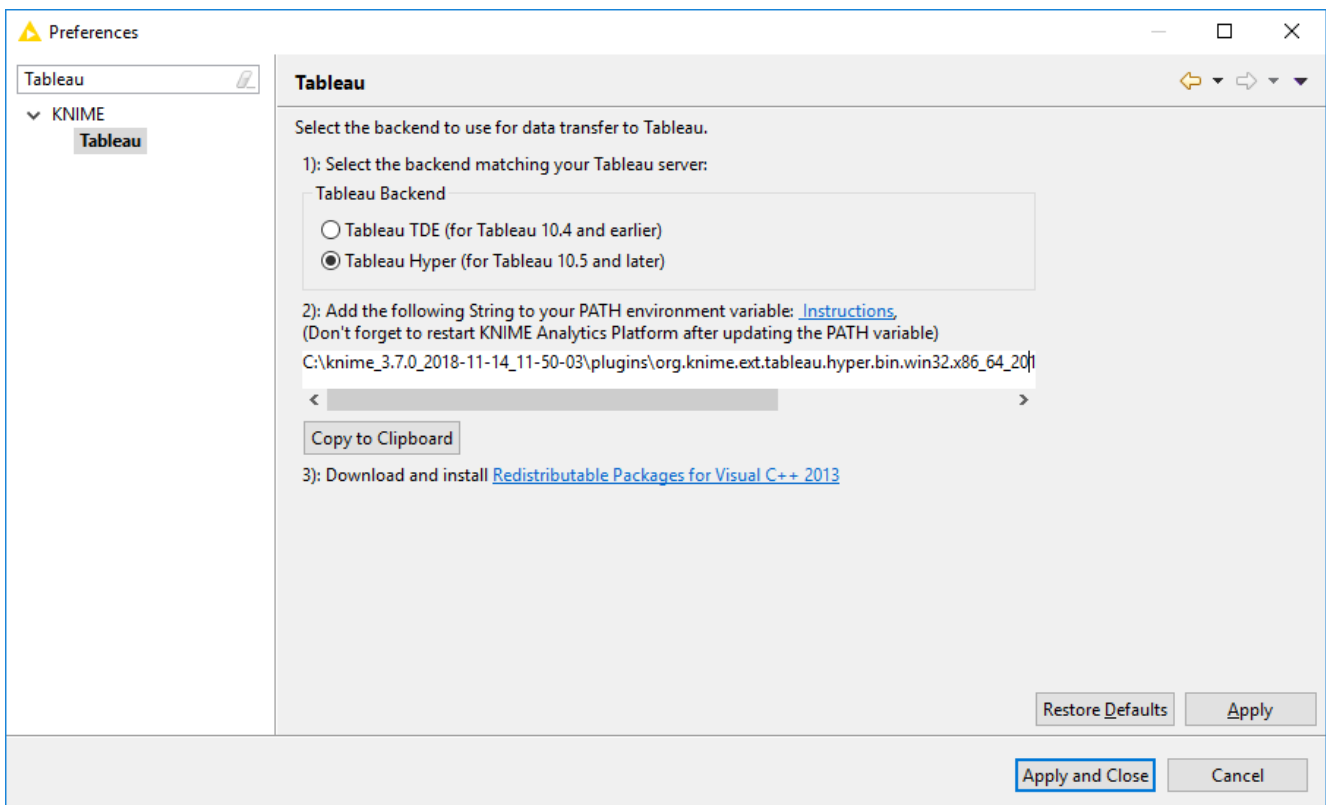 Preferences
Tableau
KNIME
Tableau
Tableau
Select the backend to use for data transfer to Tableau.
1): Select the backend matching your Tableau server:
Tableau Backend
Tableau TDE (for Tableau 10.4 and earlier)
Tableau Hyper (for Tableau 10.5 and later)
2): Add the following String to your PATH environment variable: Instructions,
(Don't forget to restart KNIME Analytics Platform after updating the PATH variable)
C:\knime_3.7.0_2018-11-14_11-50-03\plugins\org.knime.ext.tableau.hyper.bin.win32.x86_64_201
Copy to Clipboard
3): Download and install Redistributable Packages for Visual C++ 2013
Restore Defaults
Apply
Apply and Close
Cancel